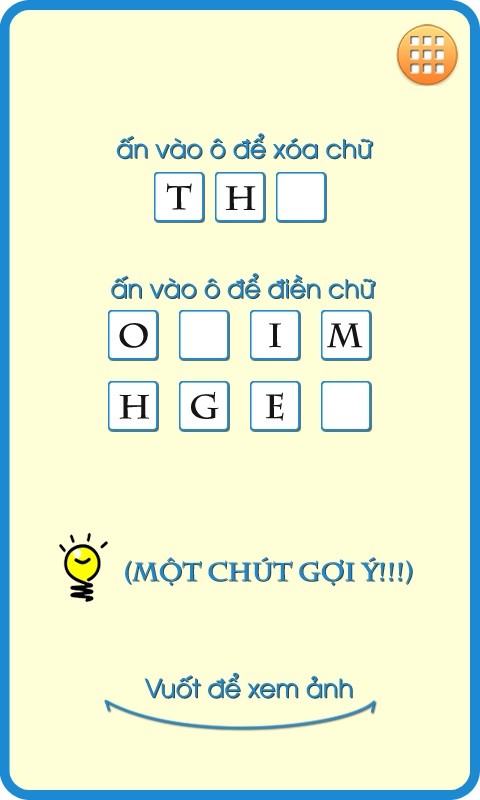 ấn vào ô để xóa chữ
T H
ấn vào ô để điền chữ
O I M
H G E
(MỘT CHÚT GỢI Ý!!!)
Vuốt để xem ảnh